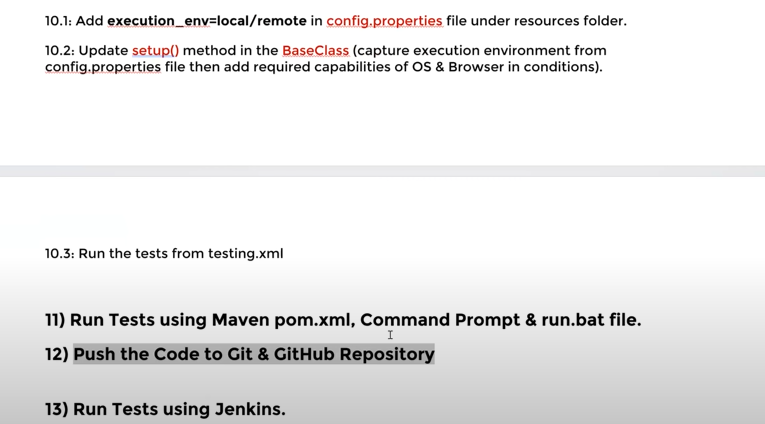 10.1: Add execution_env=local/remote in config.properties file under resources folder.
10.2: Update setup() method in the BaseClass (capture execution environment from
config.properties file then add required capabilities of OS & Browser in conditions).
10.3: Run the tests from testing.xml
11) Run Tests using Maven pom.xml, Command Prompt & run.bat file.
12) Push the Code to Git & GitHub Repository
13) Run Tests using Jenkins.